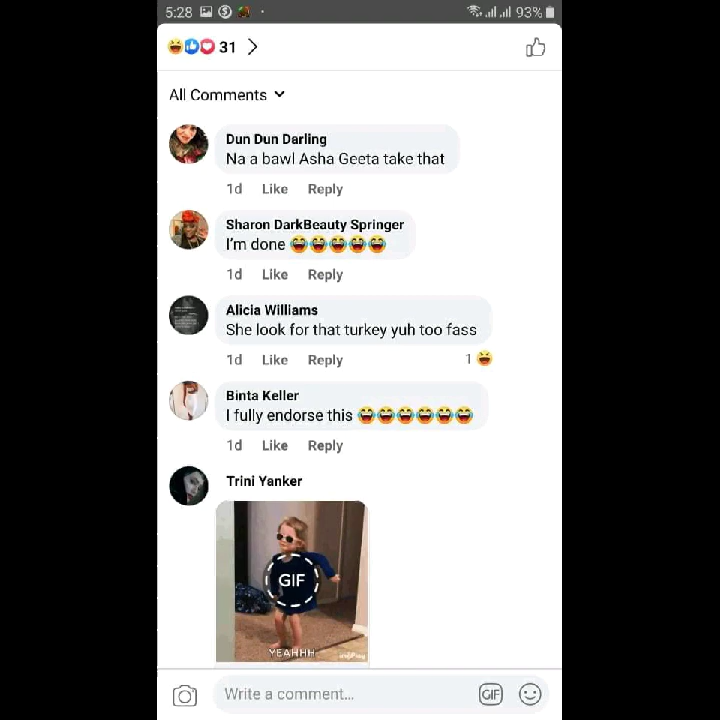 5:28
93%
31
All Comments
Dun Dun Darling
Na a bawl Asha Geeta take that
1d Like Reply
Sharon DarkBeauty Springer
I'm done 😂😂😂😂😂
1d Like Reply
Alicia Williams
She look for that turkey yuh too fass
1d Like Reply 1
Binta Keller
I fully endorse this 😂😂😂😂😂😂
1d Like Reply
Trini Yanker
GIF
YEAHHH
Write a comment...
GIF